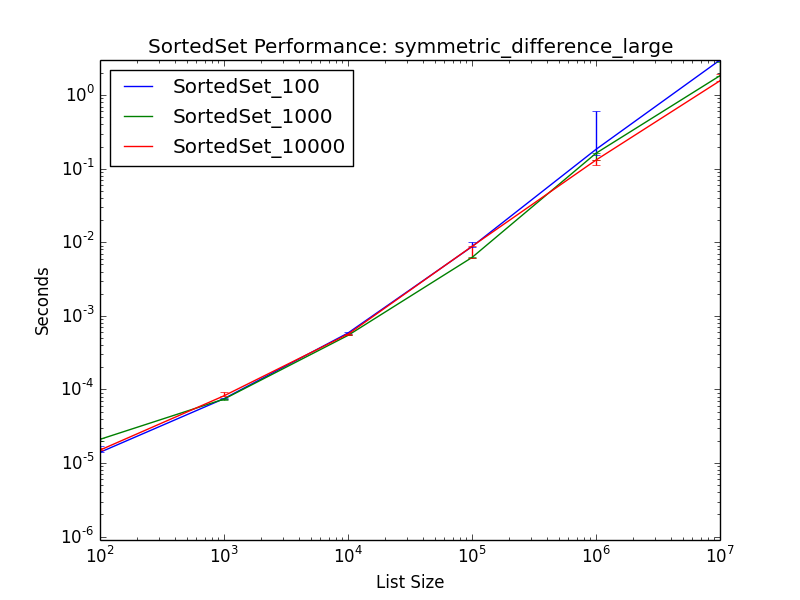 SortedSet Performance: symmetric_difference_large
SortedSet_100
SortedSet_1000
SortedSet_10000
Seconds
10^0
10^-1
10^-2
10^-3
10^-4
10^-5
10^-6
10^2 10^3 10^4 10^5 10^6 10^7
List Size